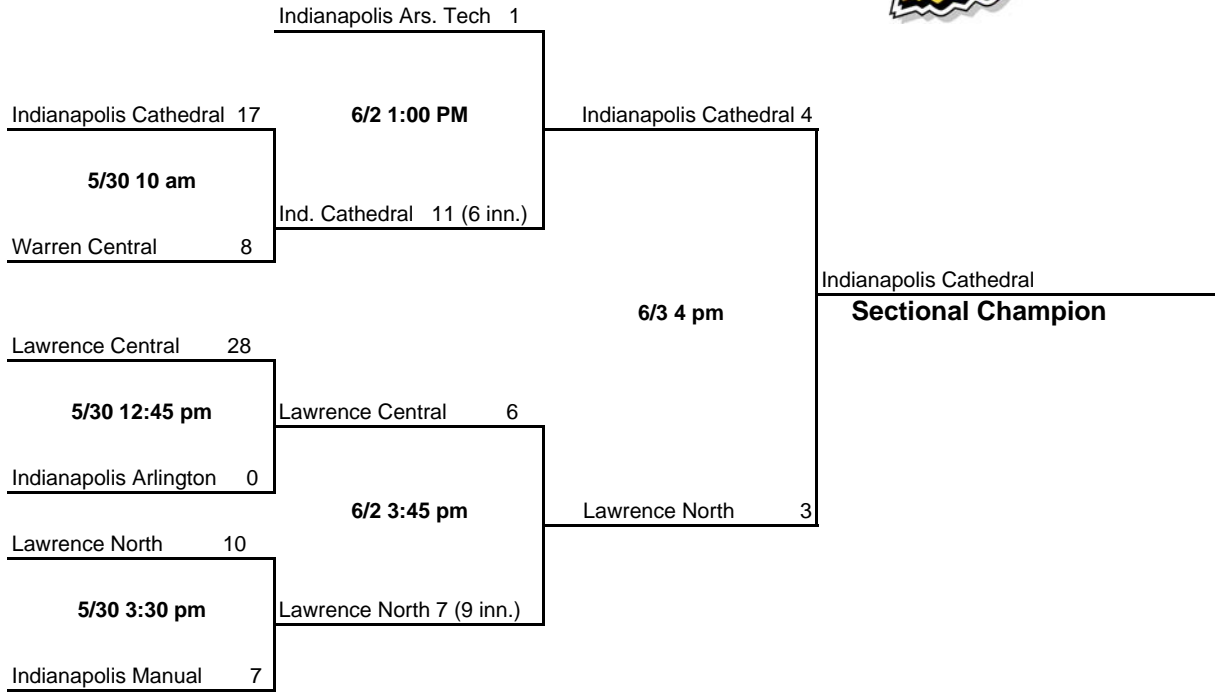 Indianapolis Ars. Tech 1
Indianapolis Cathedral 17
6/2 1:00 PM
Indianapolis Cathedral 4
5/30 10 am
Ind. Cathedral 11 (6 inn.)
Warren Central 8
Indianapolis Cathedral
6/3 4 pm
Sectional Champion
Lawrence Central 28
5/30 12:45 pm
Lawrence Central 6
Indianapolis Arlington 0
6/2 3:45 pm
Lawrence North 3
Lawrence North 10
5/30 3:30 pm
Lawrence North 7 (9 inn.)
Indianapolis Manual 7